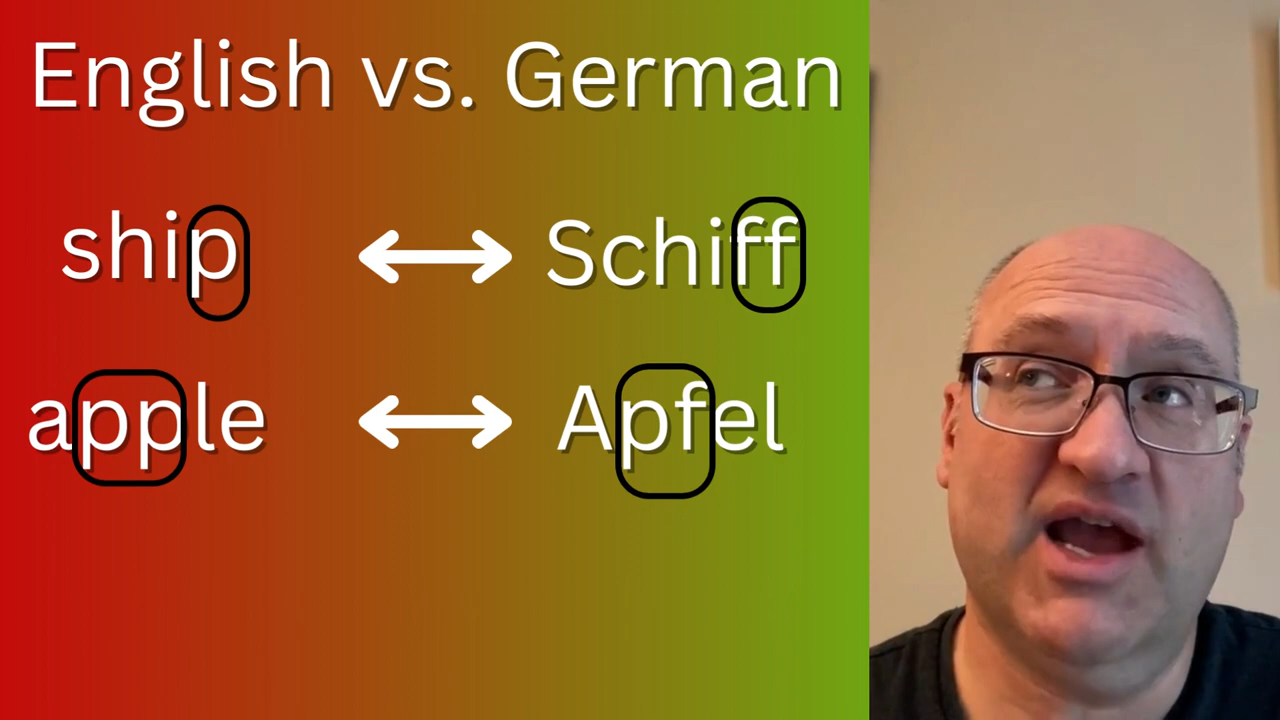 English vs. German
ship ↔ Schiff
apple ↔ Apfel